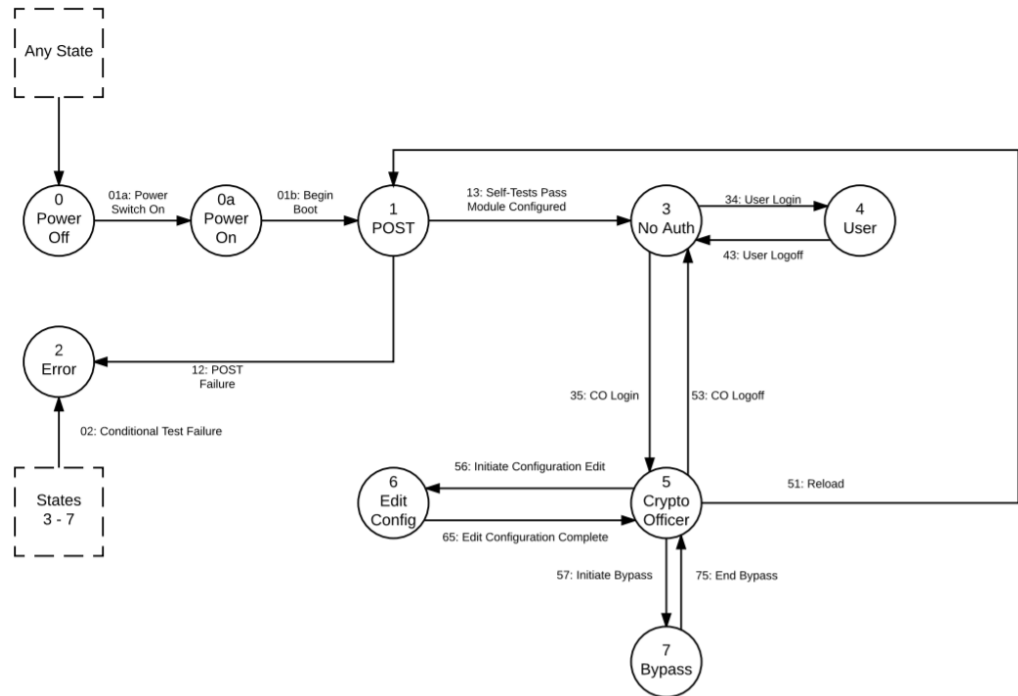 Any State
0
Power
Off
01a: Power
Switch On
0a
Power
On
01b: Begin
Boot
1
POST
13: Self-Tests Pass
Module Configured
3
No Auth
34: User Login
4
User
43: User Logoff
2
Error
12: POST
Failure
02: Conditional Test Failure
States
3 - 7
35: CO Login
53: CO Logoff
56: Initiate Configuration Edit
6
Edit
Config
65: Edit Configuration Complete
5
Crypto
Officer
51: Reload
57: Initiate Bypass
75: End Bypass
7
Bypass